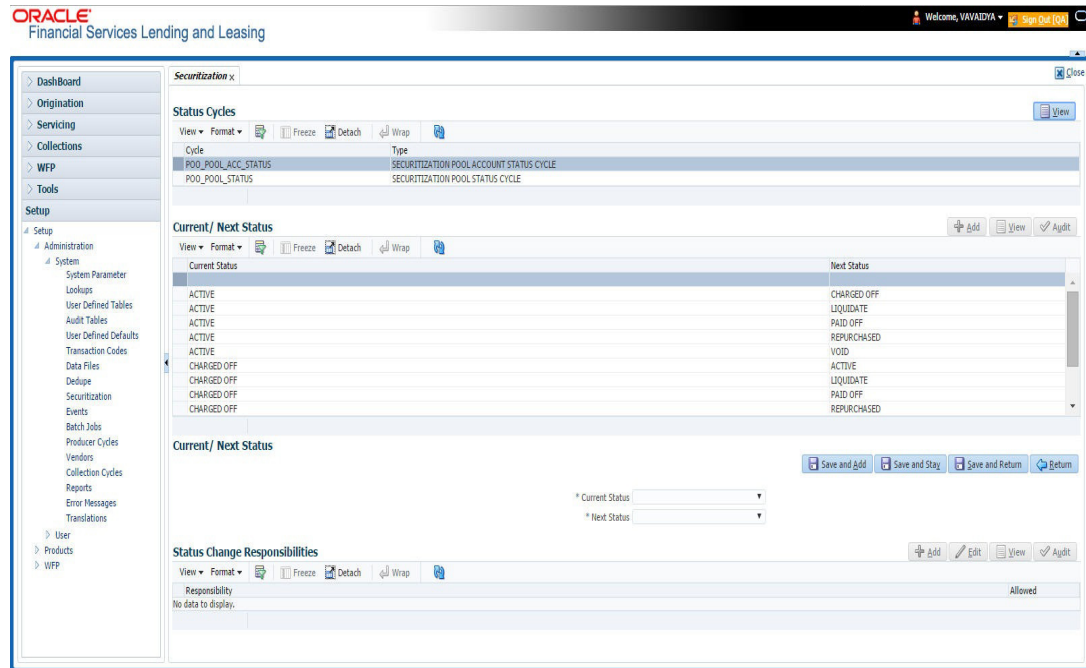 ORACLE'
Financial Services Lending and Leasing
Welcome, VAVAIDYA
Sign Out [QA]
DashBoard
Origination
Servicing
Collections
WFP
Tools
Setup
Setup
Administration
System
System Parameter
Lookups
User Defined Tables
Audit Tables
User Defined Defaults
Transaction Codes
Data Files
Dedupe
Securitization
Events
Batch Jobs
Producer Cycles
Vendors
Collection Cycles
Reports
Error Messages
Translations
User
Products
WFP
Securitization x
Close
Status Cycles
View
View Format Freeze Detach Wrap
Cycle Type
POO_POOL_ACC_STATUS SECURITIZATION POOL ACCOUNT STATUS CYCLE
POO_POOL_STATUS SECURITIZATION POOL STATUS CYCLE
Current/ Next Status
Add View Audit
View Format Freeze Detach Wrap
Current Status Next Status
ACTIVE CHARGED OFF
ACTIVE LIQUIDATE
ACTIVE PAID OFF
ACTIVE REPURCHASED
ACTIVE VOID
CHARGED OFF ACTIVE
CHARGED OFF LIQUIDATE
CHARGED OFF PAID OFF
CHARGED OFF REPURCHASED
Current/ Next Status
Save and Add Save and Stay Save and Return Return
* Current Status
* Next Status
Status Change Responsibilities
Add Edit View Audit
View Format Freeze Detach Wrap
Responsibility Allowed
No data to display.